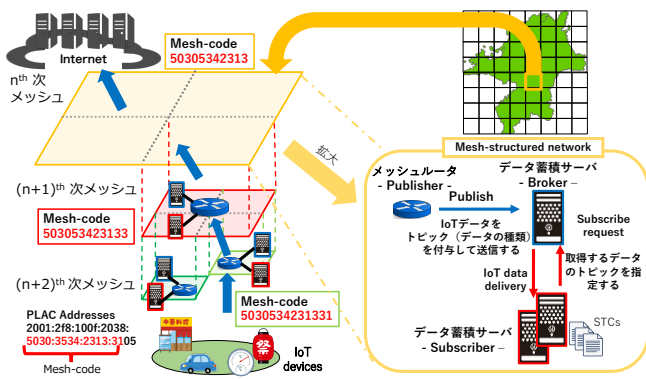 Internet
Mesh-code
50305342313
nth 次
メッシュ
拡大
(n+1)th 次メッシュ
Mesh-code
503053423133
(n+2)th 次メッシュ
PLAC Addresses
2001:2f8:100f:2038:
5030:3534:2313:3105
Mesh-code
Mesh-code
5030534231331
中華料理
祭
IoT
devices
Mesh-structured network
メッシュルータ
- Publisher -
Publish
IoTデータを
トピック（データの種類）
を付与して送信する
データ蓄積サーバ
- Broker –
Subscribe
request
取得するデータ
のトピックを指
定する
IoT data
delivery
データ蓄積サーバ
- Subscriber –
STCs